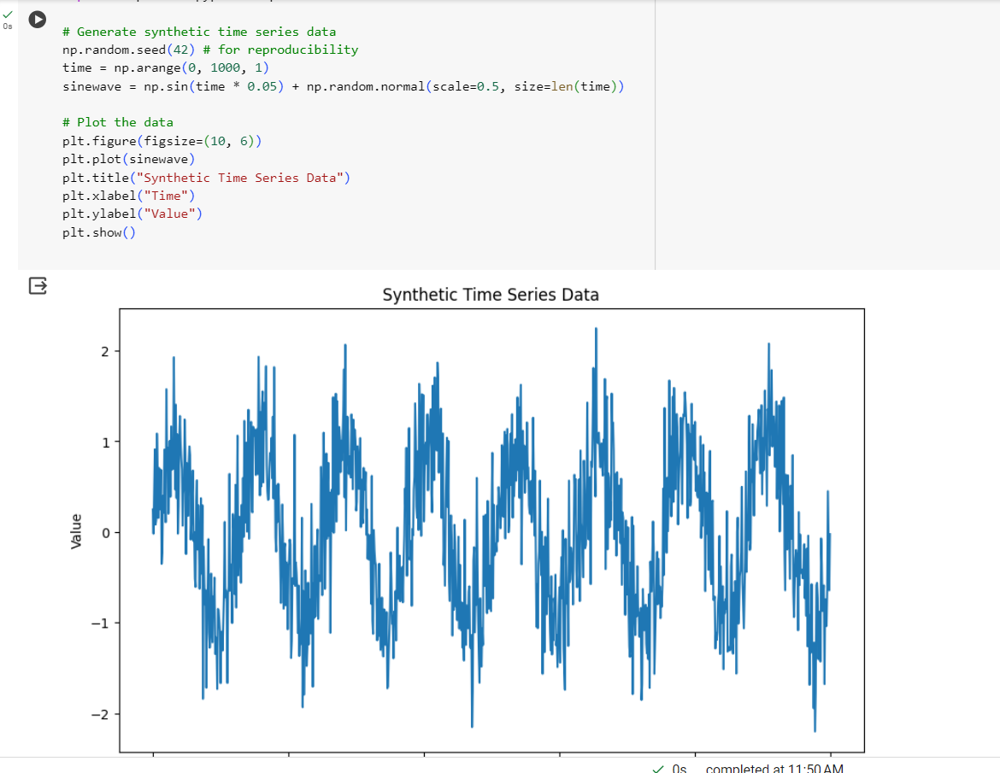 # Generate synthetic time series data
0s
np.random.seed(42) # for reproducibility
time = np.arange(0, 1000, 1)
sinewave = np.sin(time * 0.05) + np.random.normal(scale=0.5, size=len(time))
# Plot the data
plt.figure(figsize=(10, 6))
plt.plot(sinewave)
plt.title("Synthetic Time Series Data")
plt.xlabel("Time")
plt.ylabel("Value")
plt.show()
Synthetic Time Series Data
2
1
0
−1
−2
Value
0s completed at 11:50 AM